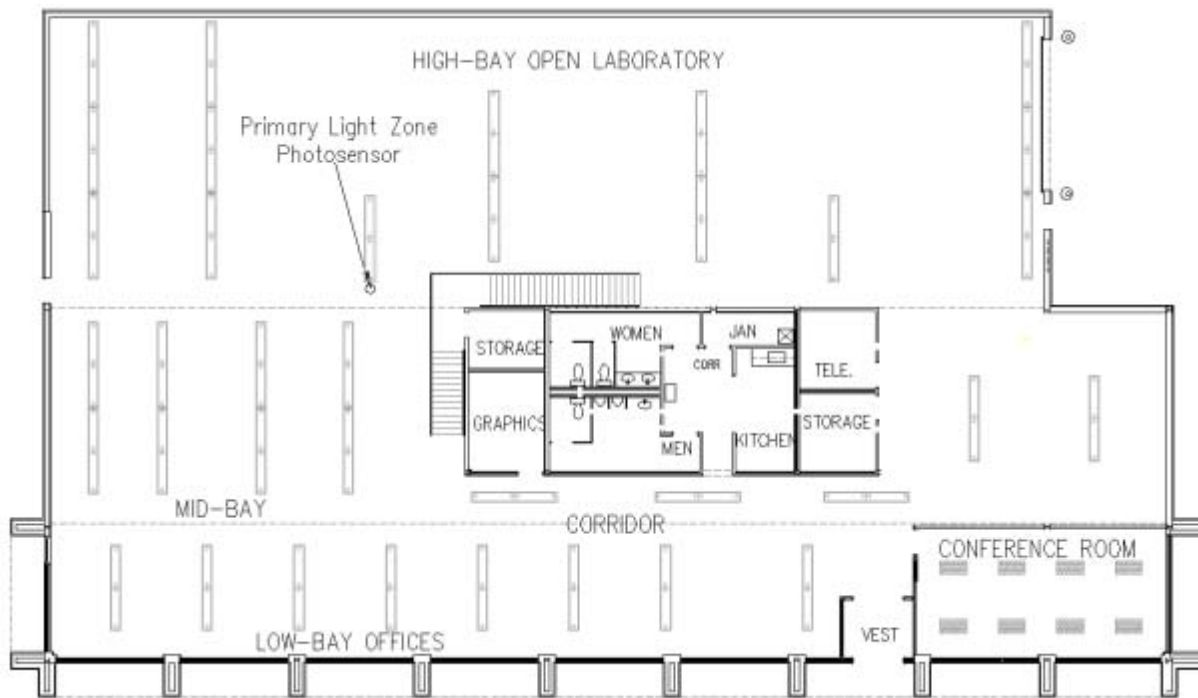 HIGH-BAY OPEN LABORATORY
Primary Light Zone
Photosensor
WOMEN
JAN
STORAGE
CORR
TELE.
GRAPHICS
STORAGE
MEN
KITCHEN
MID-BAY
CORRIDOR
CONFERENCE ROOM
LOW-BAY OFFICES
VEST